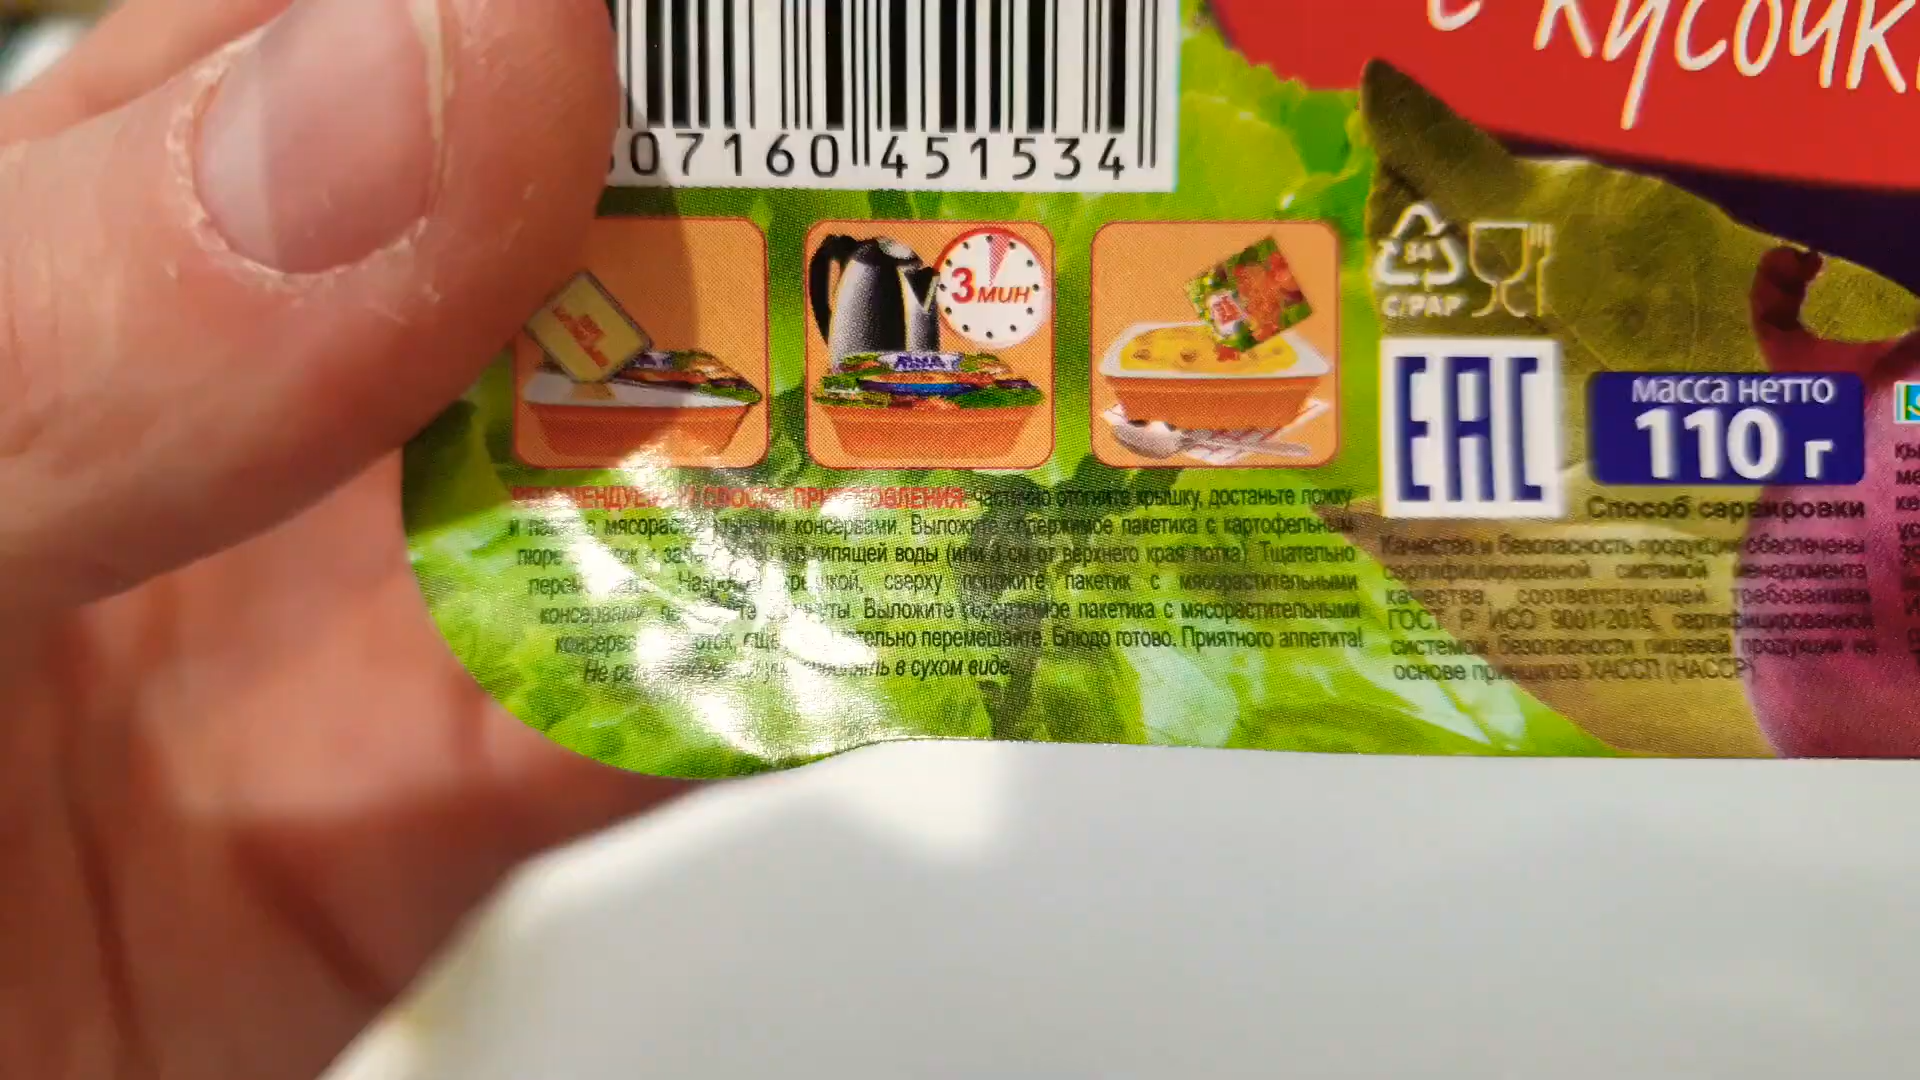 с кусочк
07160 451534
3 мин
84
C/PAP
EAC
масса нетто
110 г
Способ сервировки
ПРИГОТОВЛЕНИЯ: Частично отогните крышку, достаньте ложку
и консервами. Выложите содержимое пакетика с картофельным
пюре кипящей воды (или 3 см от верхнего края лотка). Тщательно
сверху положите пакетик с мясорастительными
консервами Выложите содержимое пакетика с мясорастительными
перемешайте. Блюдо готово. Приятного аппетита!
Не в сухом виде.
Качество и безопасность продукции обеспечены
сертифицированной системой менеджмента
качества, соответствующей требованиям
ГОСТ Р ИСО 9001-2015, сертифицированной
системой безопасности пищевой продукции на
основе принципов ХАССП (HACCP)